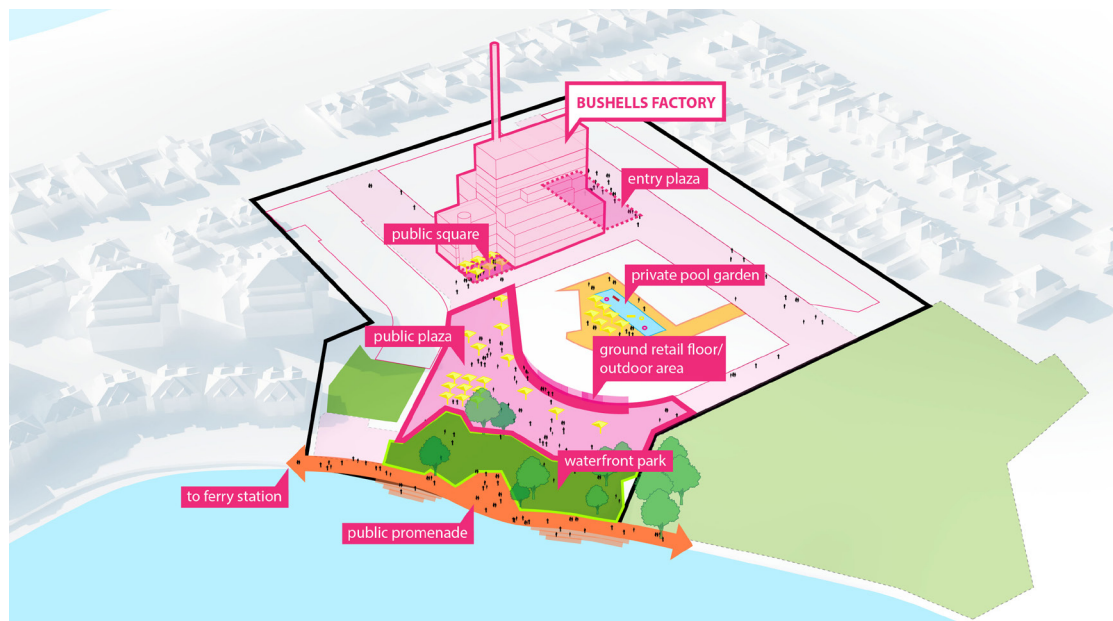 BUSHELLS FACTORY
entry plaza
public square
private pool garden
public plaza
ground retail floor/
outdoor area
waterfront park
to ferry station
public promenade